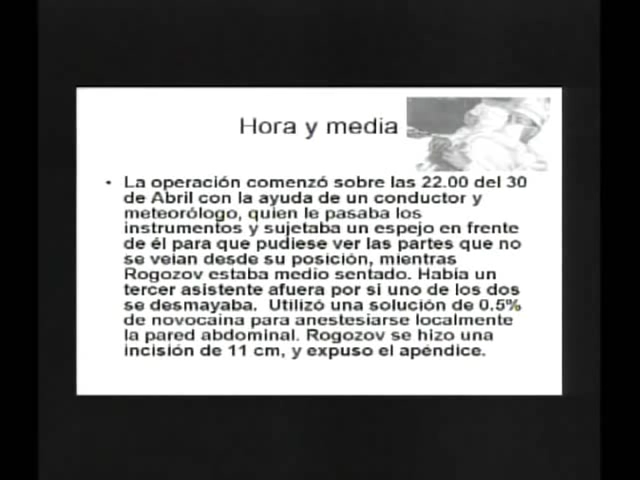 Hora y media
• La operación comenzó sobre las 22.00 del 30
de Abril con la ayuda de un conductor y
meteorólogo, quien le pasaba los
instrumentos y sujetaba un espejo en frente
de él para que pudiese ver las partes que no
se veian desde su posición, mientras
Rogozov estaba medio sentado. Había un
tercer asistente afuera por si uno de los dos
se desmayaba. Utilizó una solución de 0.5%
de novocaina para anestesiarse localmente
la pared abdominal. Rogozov se hizo una
incisión de 11 cm, y expuso el apéndice.